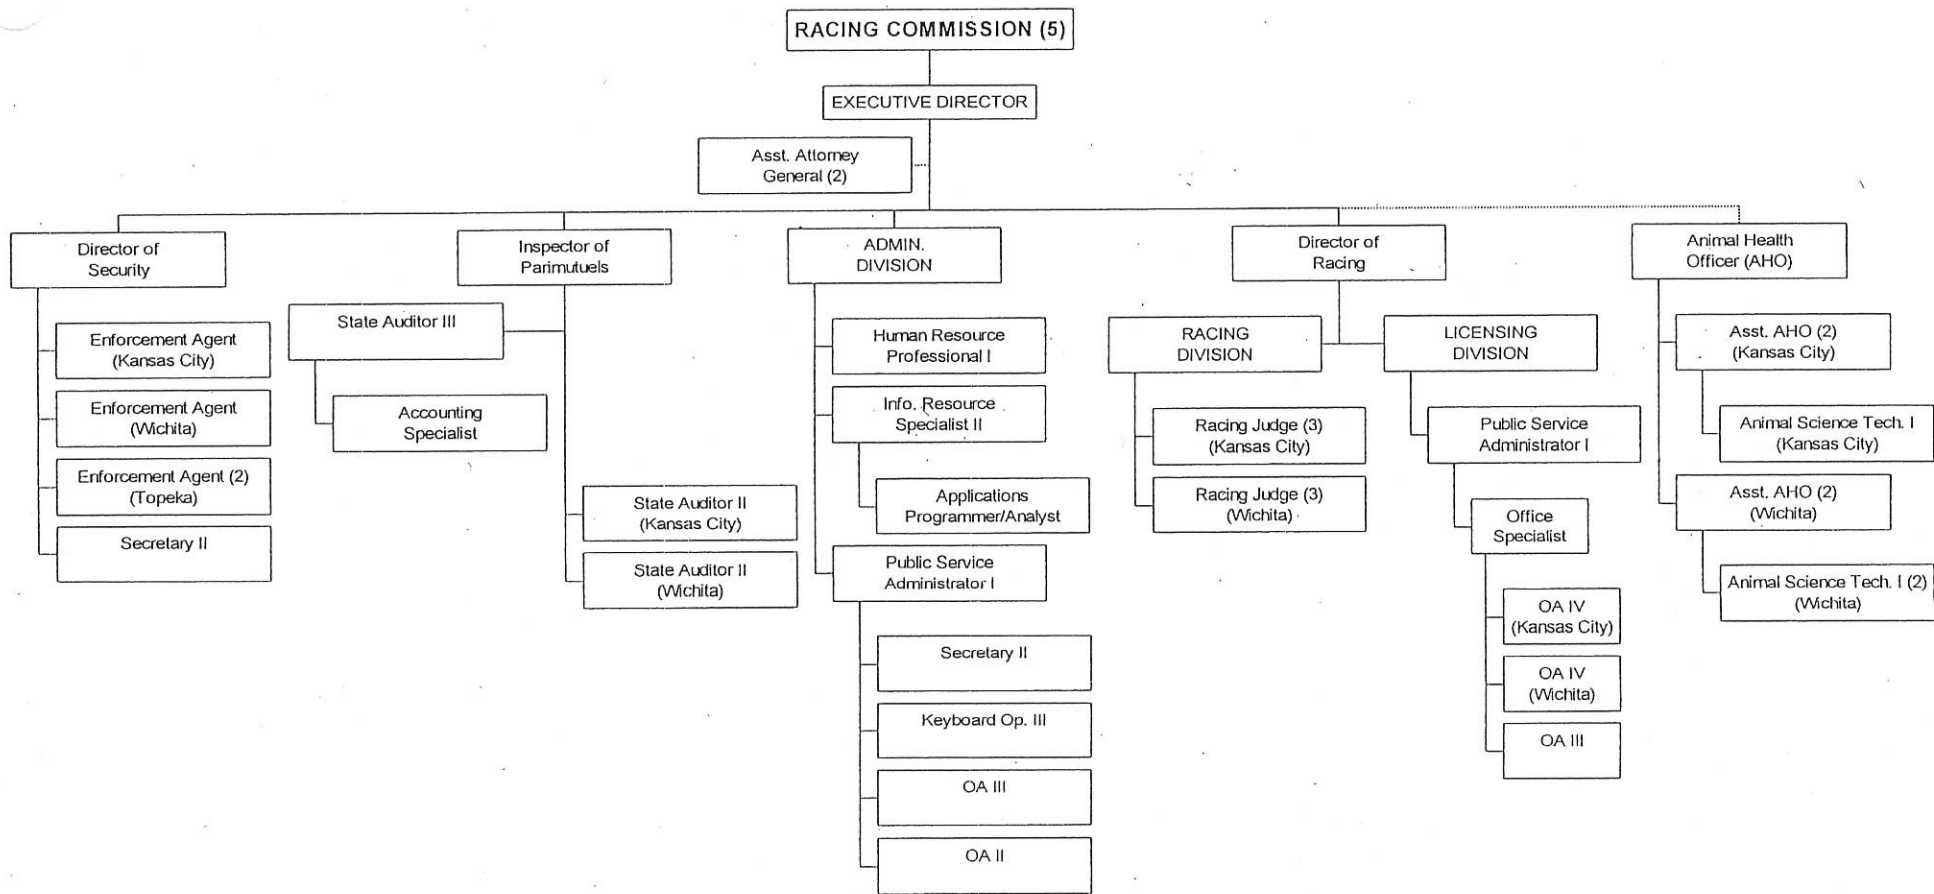 RACING COMMISSION (5)
EXECUTIVE DIRECTOR
Asst. Attorney
General (2)
Director of
Security
Enforcement Agent
(Kansas City)
Enforcement Agent
(Wichita)
Enforcement Agent (2)
(Topeka)
Secretary II
Inspector of
Parimutuels
State Auditor III
Accounting
Specialist
State Auditor II
(Kansas City)
State Auditor II
(Wichita)
ADMIN.
DIVISION
Human Resource
Professional I
Info. Resource
Specialist II
Applications
Programmer/Analyst
Public Service
Administrator I
Secretary II
Keyboard Op. III
OA III
OA II
Director of
Racing
RACING
DIVISION
Racing Judge (3)
(Kansas City)
Racing Judge (3)
(Wichita)
LICENSING
DIVISION
Public Service
Administrator I
Office
Specialist
OA IV
(Kansas City)
OA IV
(Wichita)
OA III
Animal Health
Officer (AHO)
Asst. AHO (2)
(Kansas City)
Animal Science Tech. I
(Kansas City)
Asst. AHO (2)
(Wichita)
Animal Science Tech. I (2)
(Wichita)